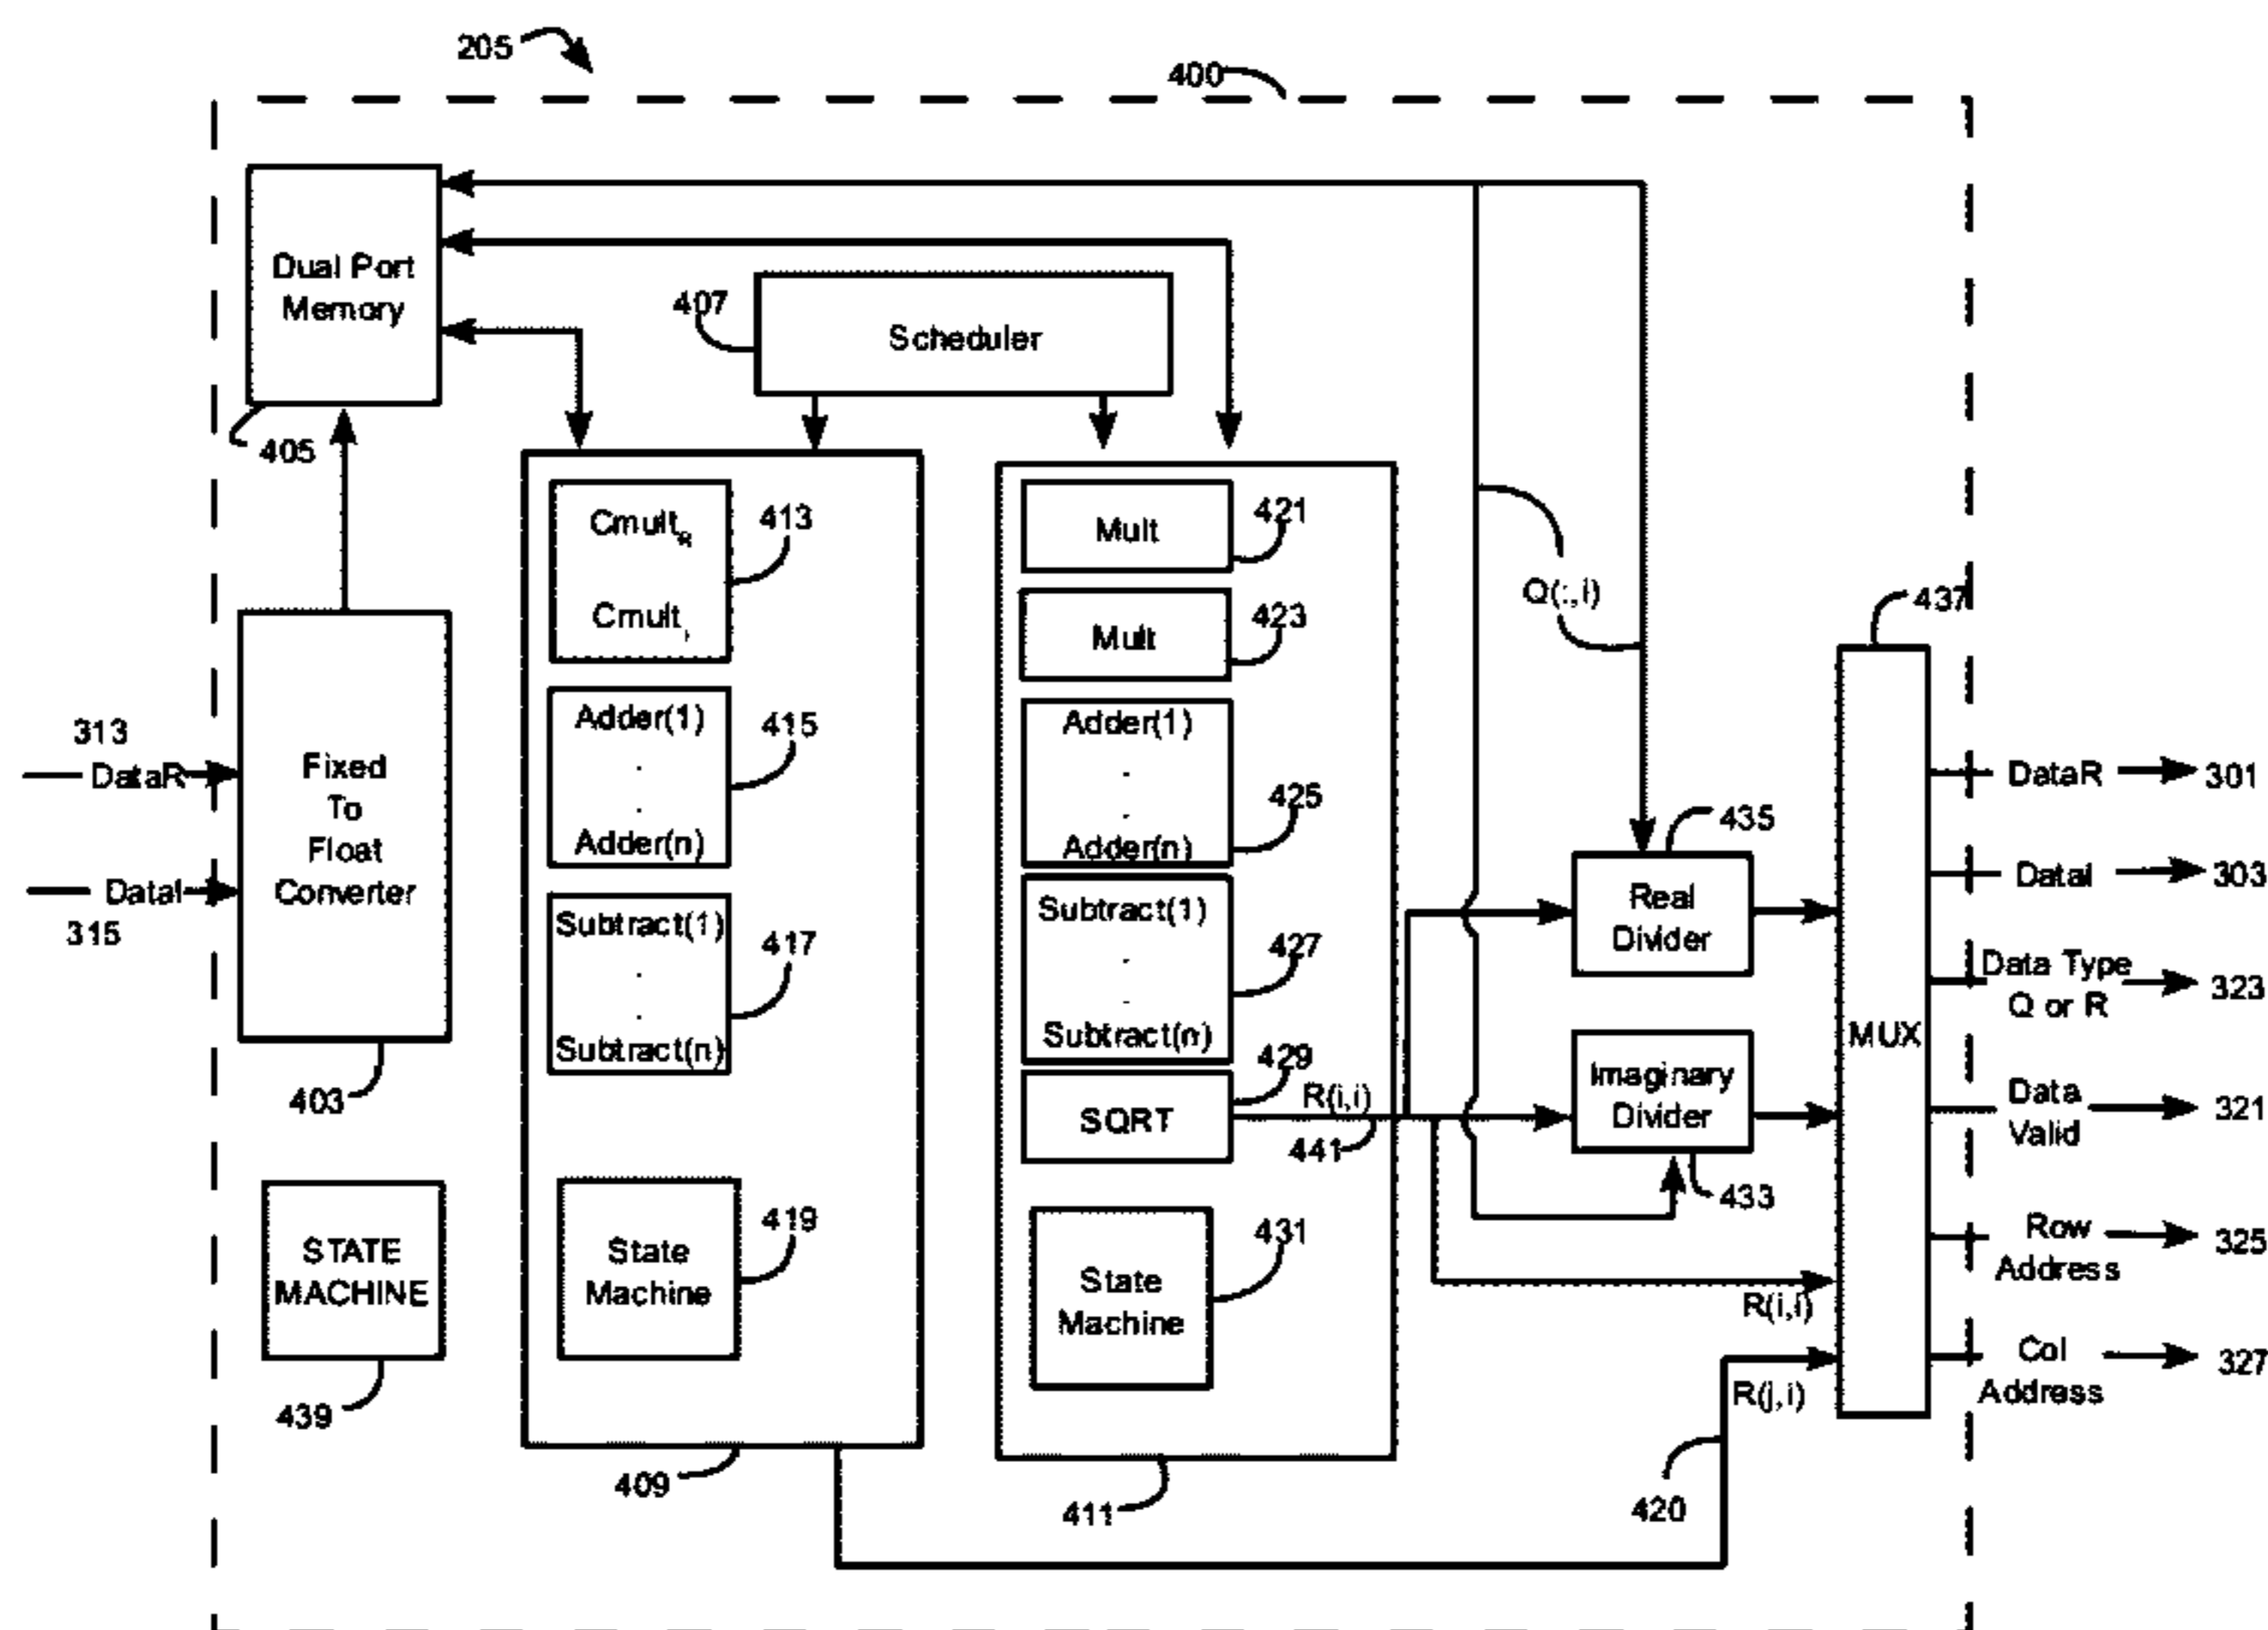 205
400
Dual Port
Memory
405
407
Scheduler
Cmult R
Cmult I
413
Adder(1)
.
.
Adder(n)
415
Subtract(1)
.
.
Subtract(n)
417
State
Machine
419
409
Mult
421
Mult
423
Adder(1)
.
.
Adder(n)
425
Subtract(1)
.
.
Subtract(n)
427
SQRT
429
R(i,i)
441
State
Machine
431
411
313
DataR
DataI
315
Fixed
To
Float
Converter
403
STATE
MACHINE
439
Q(:,i)
435
Real
Divider
Imaginary
Divider
433
R(i,i)
R(j,i)
420
437
MUX
DataR
301
DataI
303
Data Type
Q or R
323
Data
Valid
321
Row
Address
325
Col
Address
327